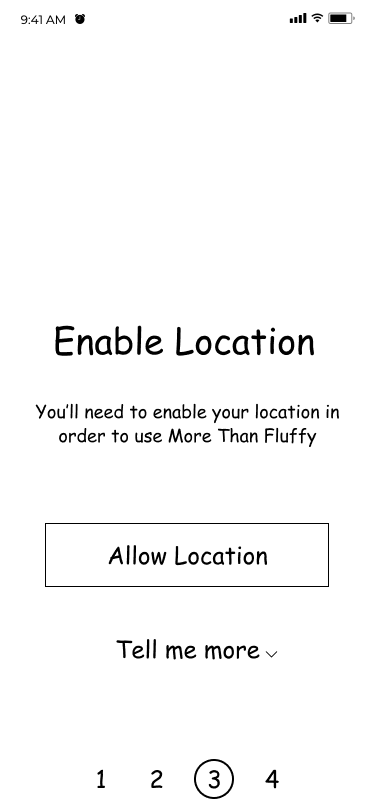 9:41 AM
Enable Location
You'll need to enable your location in
order to use More Than Fluffy
Allow Location
Tell me more
1 2 3 4